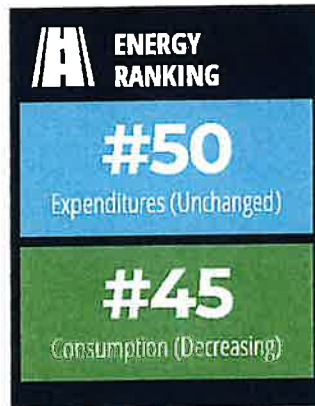 ENERGY
RANKING
#50
Expenditures (Unchanged)
#45
Consumption (Decreasing)